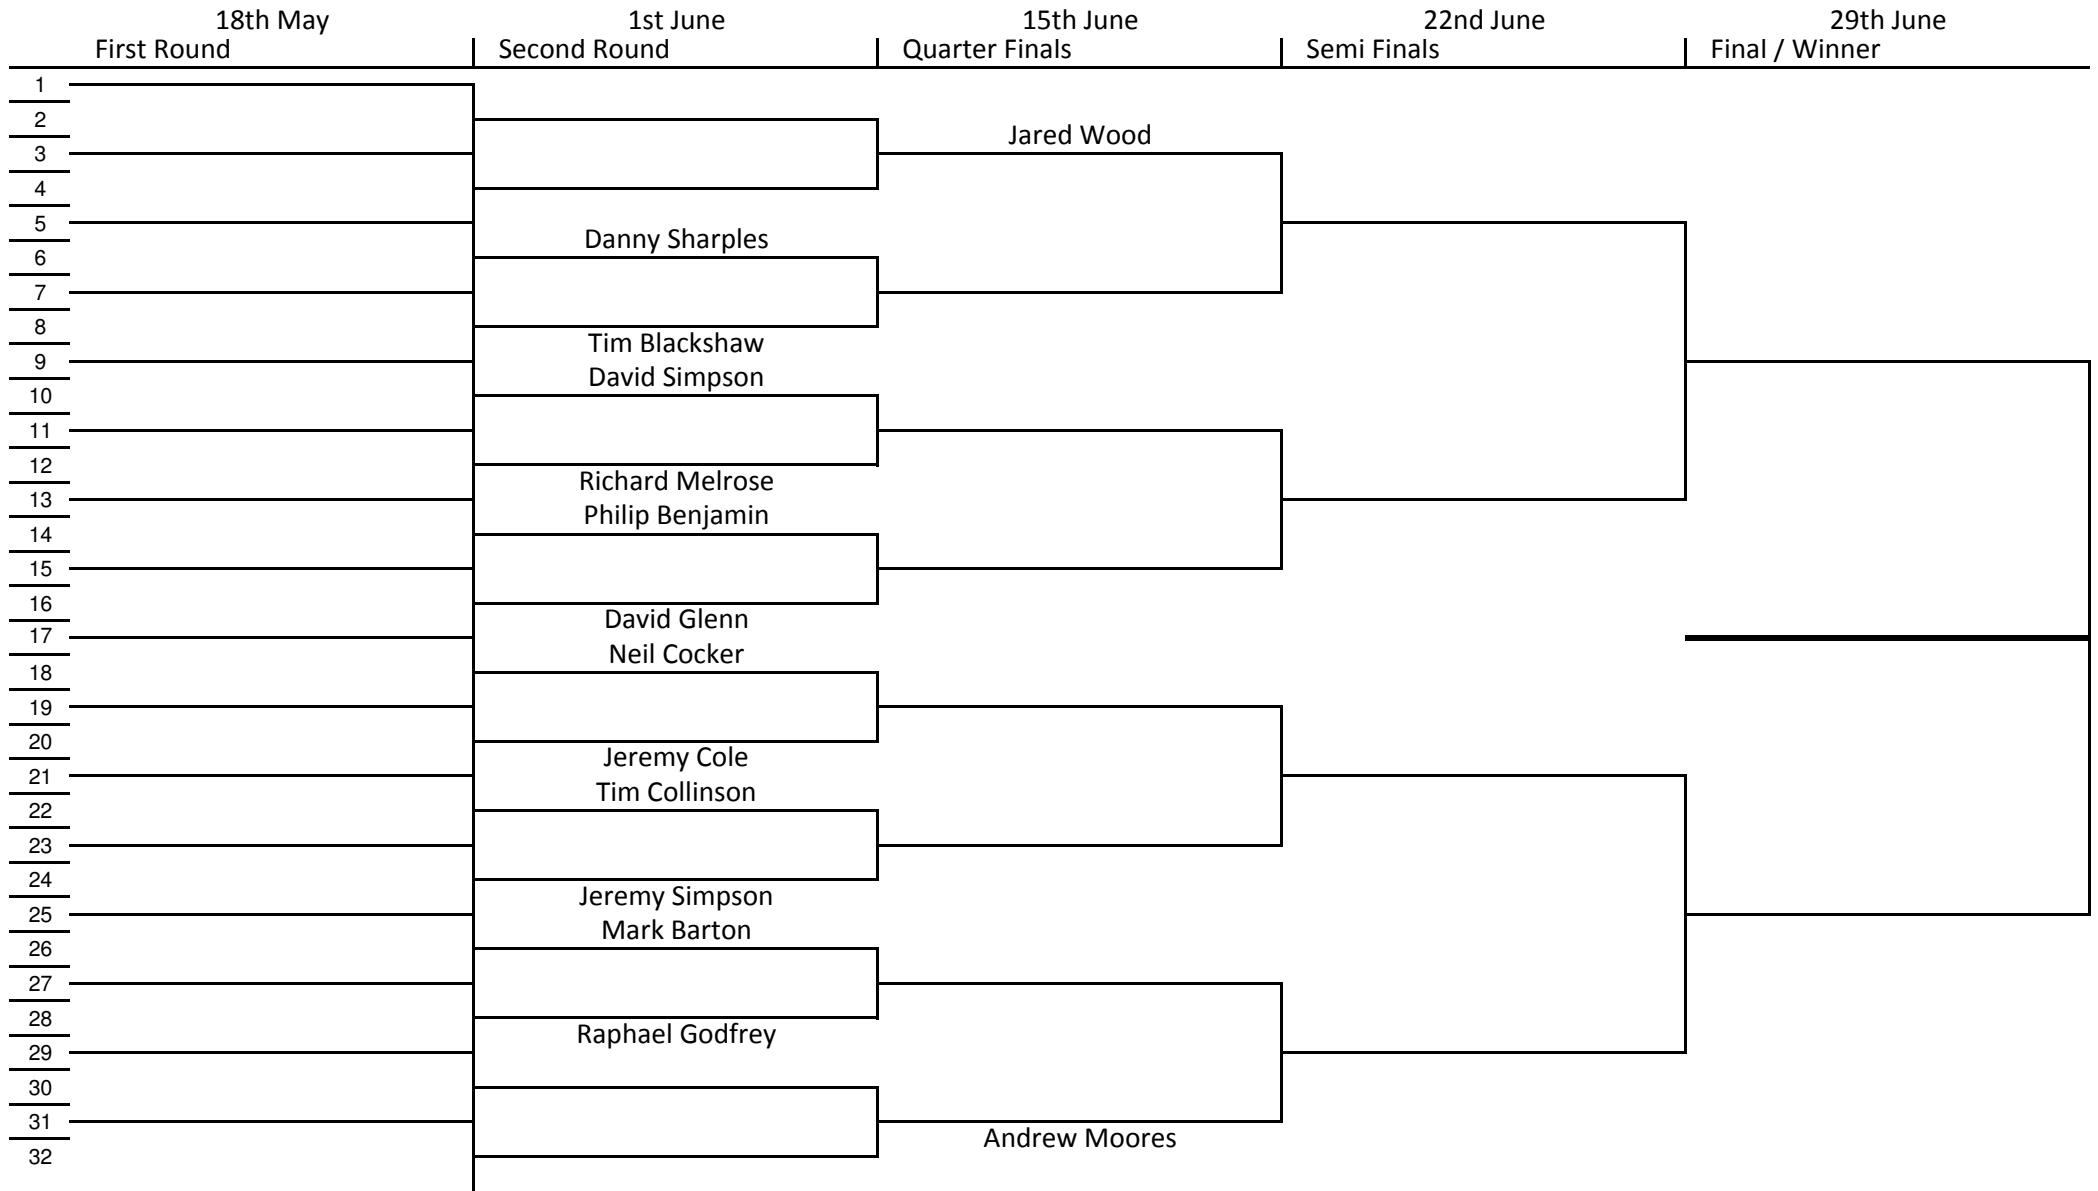 18th May 1st June 15th June 22nd June 29th June
First Round Second Round Quarter Finals Semi Finals Final / Winner
1
2
Jared Wood
3
4
5
Danny Sharples
6
7
8
Tim Blackshaw
9
David Simpson
10
11
12
Richard Melrose
13
Philip Benjamin
14
15
16
David Glenn
17
Neil Cocker
18
19
20
Jeremy Cole
21
Tim Collinson
22
23
24
Jeremy Simpson
25
Mark Barton
26
27
28
Raphael Godfrey
29
30
31
Andrew Moores
32